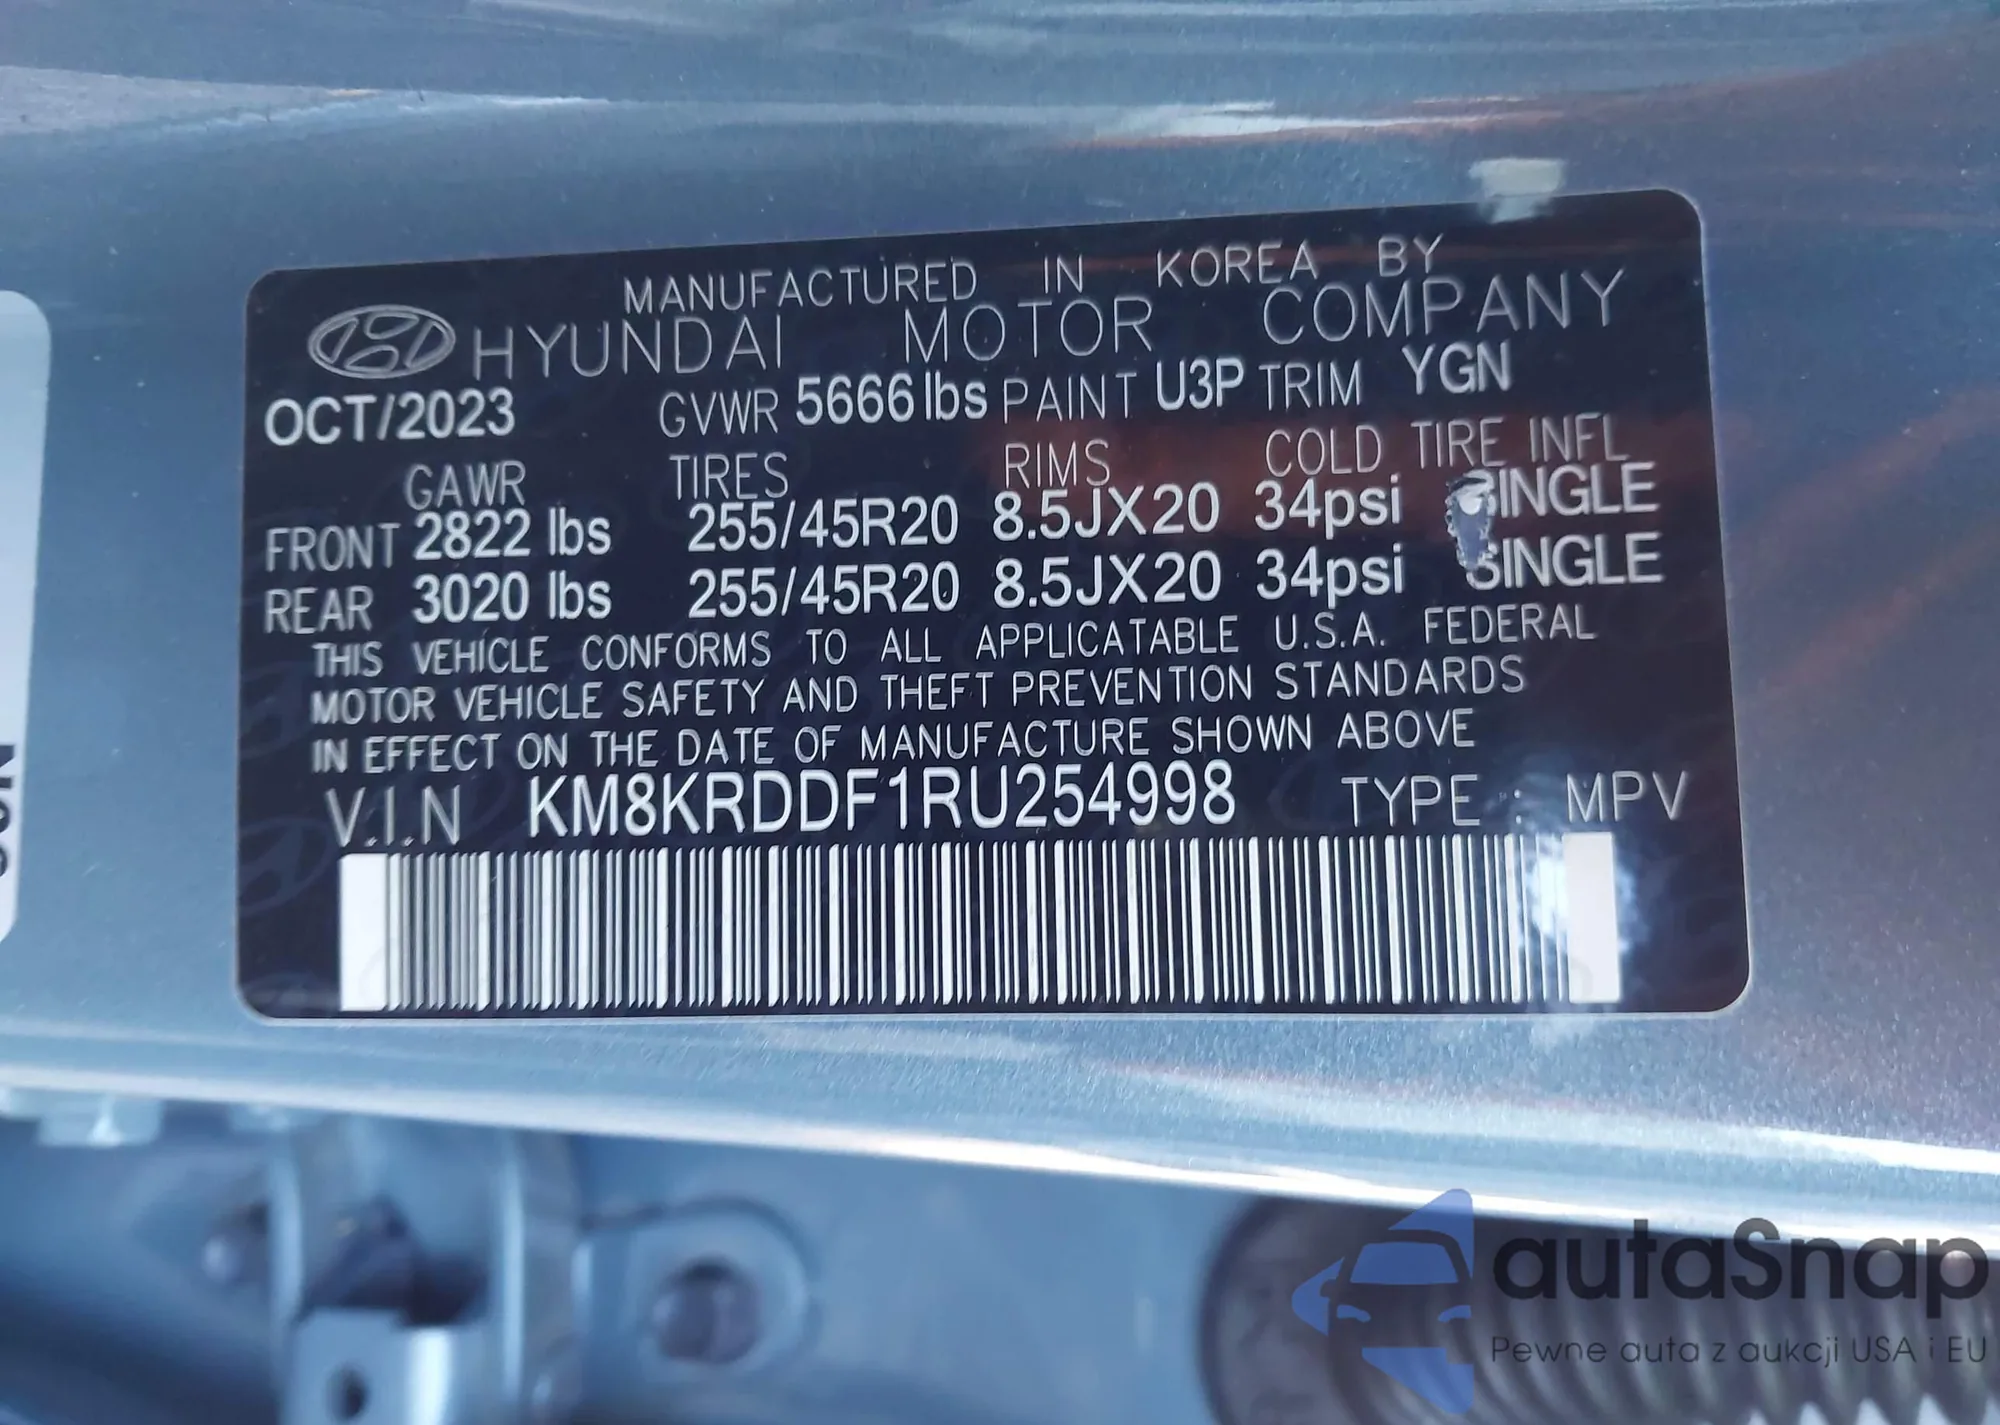 MANUFACTURED IN KOREA BY
HYUNDAI MOTOR COMPANY
OCT/2023 GVWR 5666lbs PAINT U3P TRIM YGN
GAWR TIRES RIMS COLD TIRE INFL
FRONT 2822 lbs 255/45R20 8.5JX20 34psi SINGLE
REAR 3020 lbs 255/45R20 8.5JX20 34psi SINGLE
THIS VEHICLE CONFORMS TO ALL APPLICATABLE U.S.A. FEDERAL
MOTOR VEHICLE SAFETY AND THEFT PREVENTION STANDARDS
IN EFFECT ON THE DATE OF MANUFACTURE SHOWN ABOVE
V.I.N KM8KRDDF1RU254998 TYPE : MPV
autaSnap
Pewne auta z aukcji USA i EU